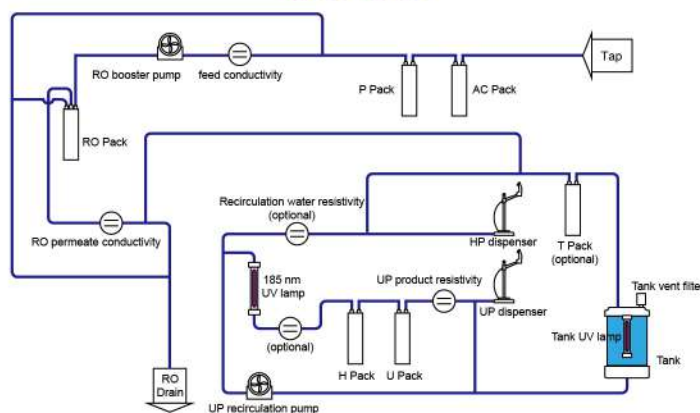 Tap
RO booster pump
feed conductivity
P Pack
AC Pack
RO Pack
Recirculation water resistivity
(optional)
HP dispenser
T Pack
(optional)
RO permeate conductivity
185 nm
UV lamp
UP product resistivity
UP dispenser
Tank vent filte
Tank UV lamp
(optional)
H Pack
U Pack
Tank
RO
Drain
UP recirculation pump